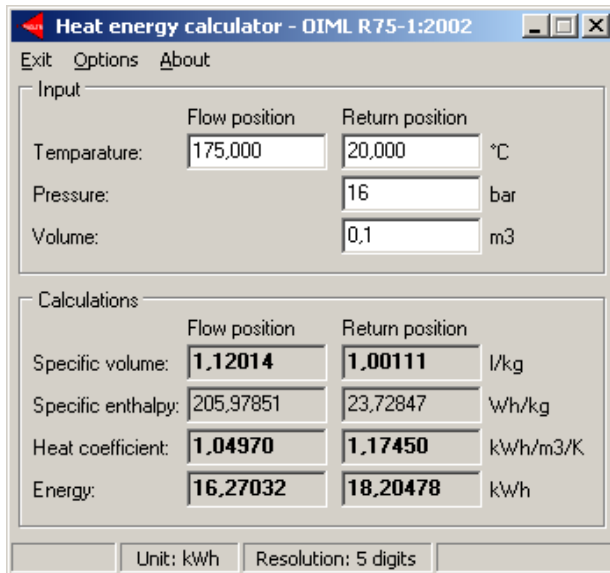 Heat energy calculator - OIML R75-1:2002
Exit Options About
Input
Flow position Return position
Temparature: 175,000 20,000 °C
Pressure: 16 bar
Volume: 0,1 m3
Calculations
Flow position Return position
Specific volume: 1,12014 1,00111 l/kg
Specific enthalpy: 205,97851 23,72847 Wh/kg
Heat coefficient: 1,04970 1,17450 kWh/m3/K
Energy: 16,27032 18,20478 kWh
Unit: kWh Resolution: 5 digits